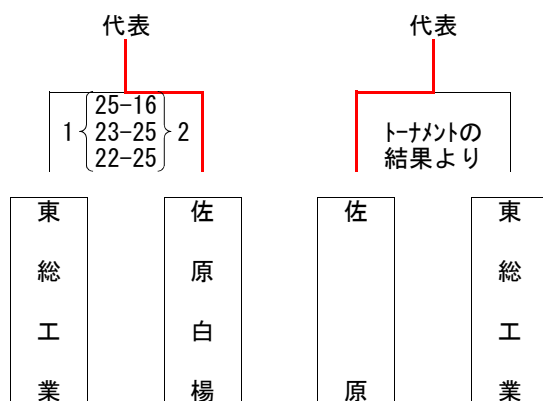 代表
代表
25-16
1 23-25 2
22-25
ﾄｰﾅﾒﾝﾄの
結果より
東総工業
佐原白楊
佐原
東総工業